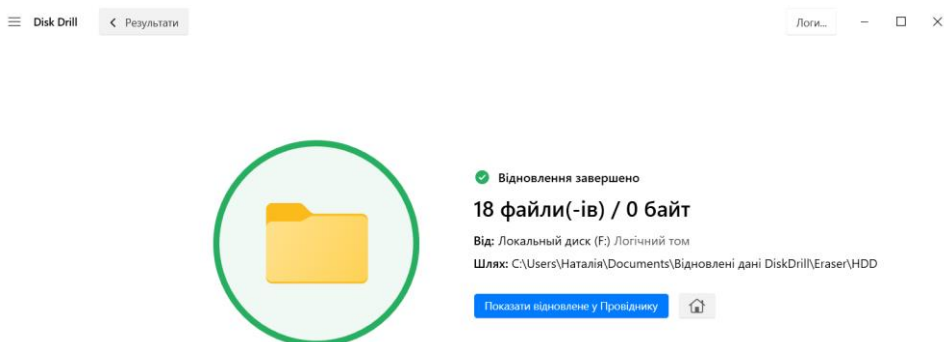 Disk Drill
Результати
Логи...
Відновлення завершено
18 файли(-ів) / 0 байт
Від: Локальный диск (F:) Логічний том
Шлях: C:\Users\Наталія\Documents\Відновлені дані DiskDrill\Eraser\HDD
Показати відновлене у Провіднику